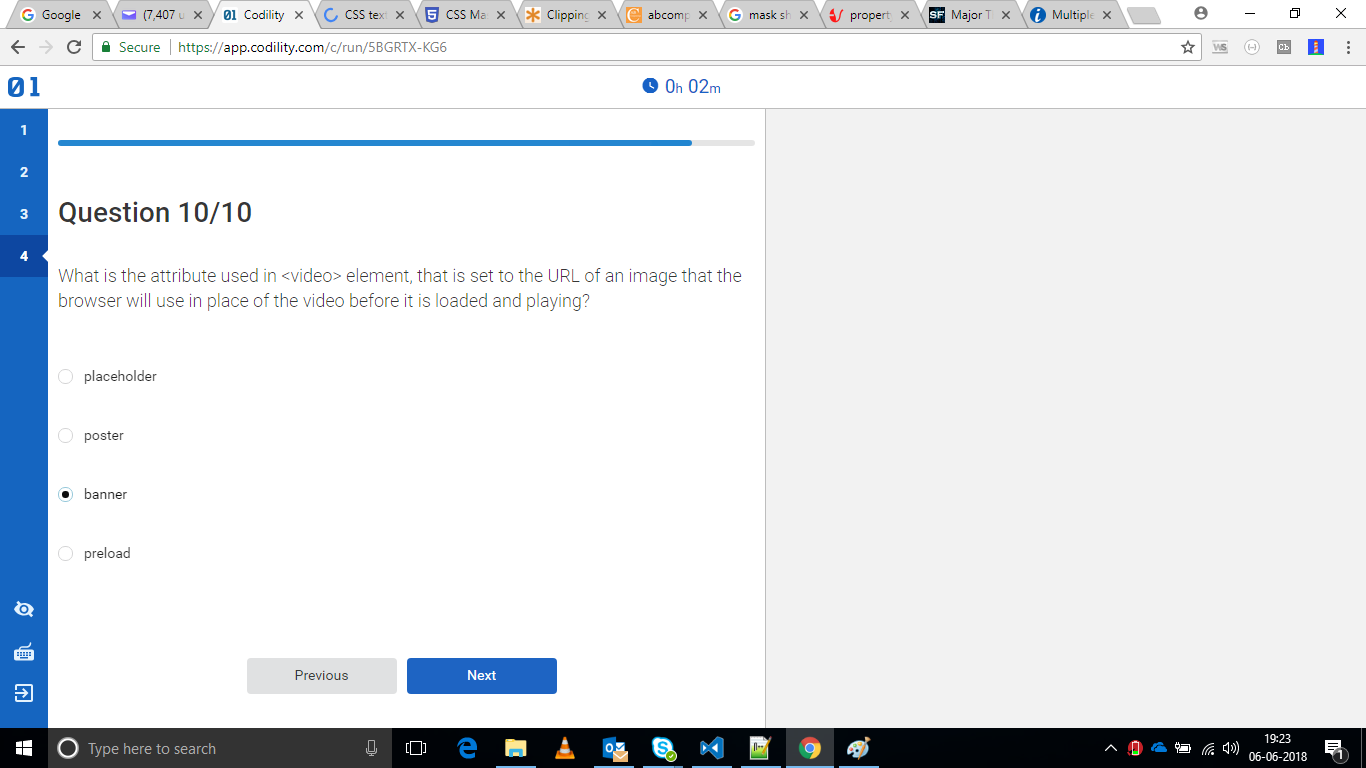 Google
(7,407 u
01 Codility
CSS tex
CSS Ma
Clipping
abcomp
mask sh
propert
SF Major T
Multiple
Secure
https://app.codility.com/c/run/5BGRTX-KG6
01
0h 02m
1
2
3
4
Question 10/10
What is the attribute used in <video> element, that is set to the URL of an image that the
browser will use in place of the video before it is loaded and playing?
placeholder
poster
banner
preload
Previous
Next
Type here to search
19:23
06-06-2018
1